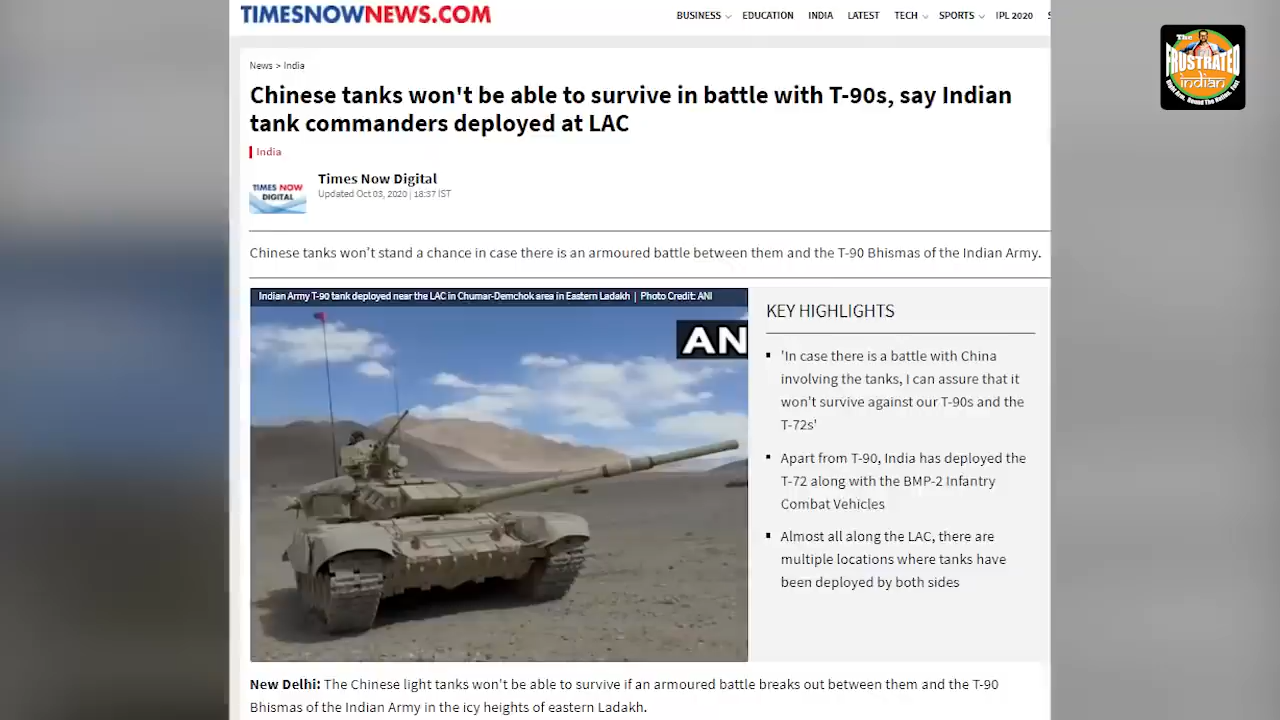 TIMESNOWNEWS.COM
BUSINESS EDUCATION INDIA LATEST TECH SPORTS IPL 2020
The
FRUSTRATED
indian
News > India
Chinese tanks won't be able to survive in battle with T-90s, say Indian
tank commanders deployed at LAC
India
Times Now Digital
Updated Oct 03, 2020 | 18:37 IST
TIMES NOW
DIGITAL
Chinese tanks won't stand a chance in case there is an armoured battle between them and the T-90 Bhismas of the Indian Army.
Indian Army T-90 tank deployed near the LAC in Chumar-Demchok area in Eastern Ladakh | Photo Credit: ANI
AN
KEY HIGHLIGHTS
'In case there is a battle with China
involving the tanks, I can assure that it
won't survive against our T-90s and the
T-72s'
Apart from T-90, India has deployed the
T-72 along with the BMP-2 Infantry
Combat Vehicles
Almost all along the LAC, there are
multiple locations where tanks have
been deployed by both sides
New Delhi: The Chinese light tanks won't be able to survive if an armoured battle breaks out between them and the T-90
Bhismas of the Indian Army in the icy heights of eastern Ladakh.